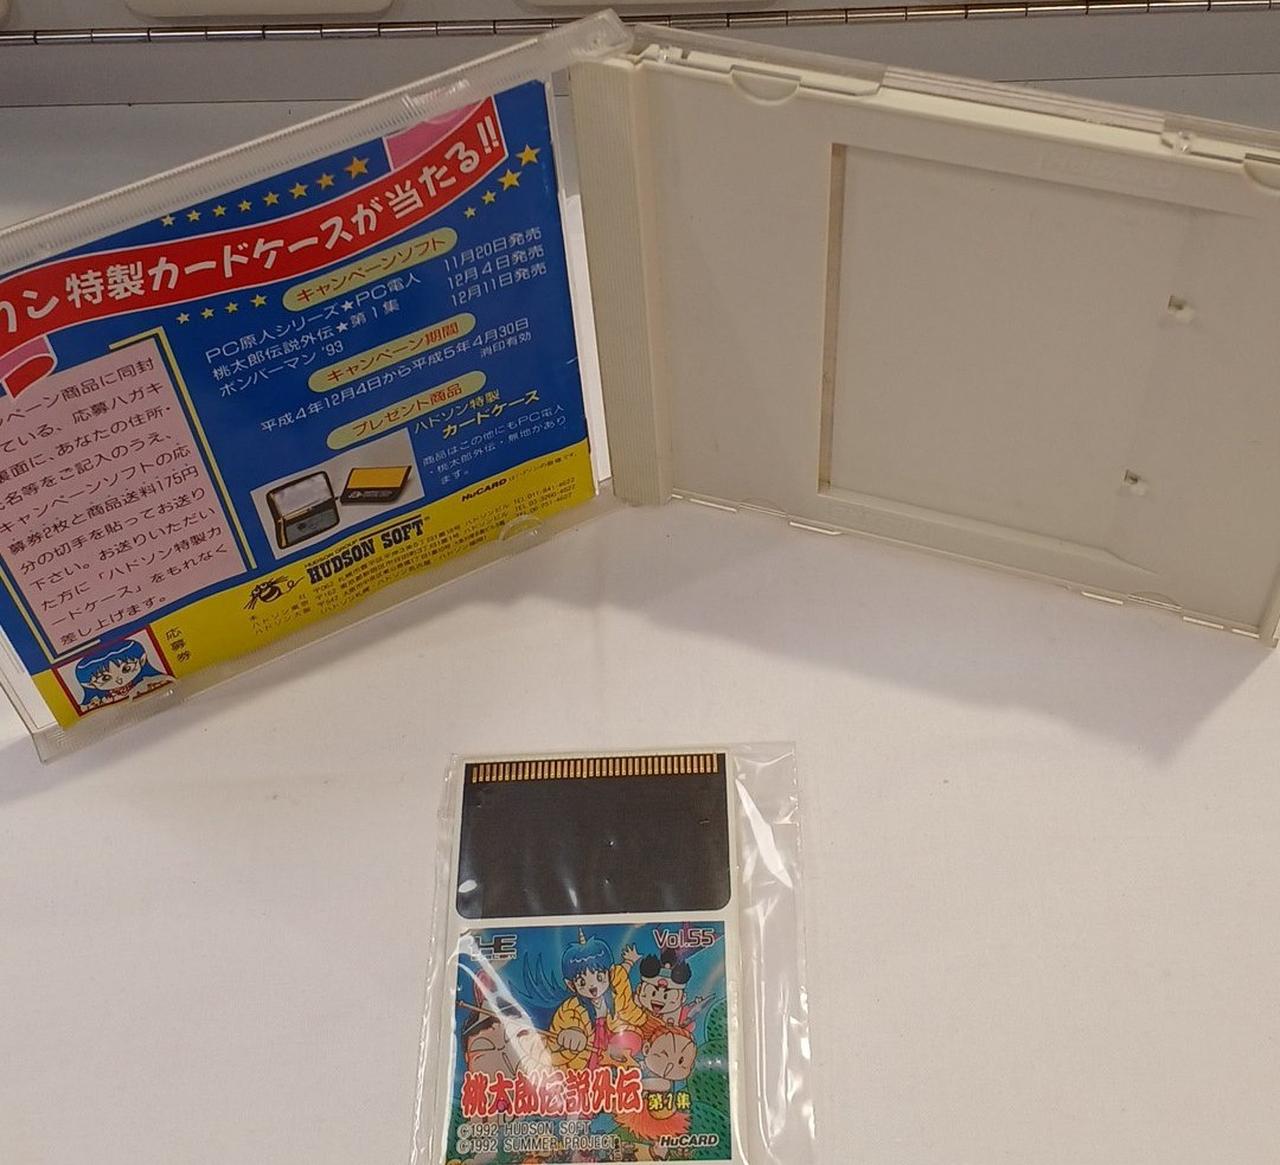 ン 特製カードケースが当たる!!
キャンペーンソフト
PC原人シリーズ★PC電人 11月20日発売
桃太郎伝説外伝★第1集 12月4日発売
ボンバーマン'93 12月11日発売
キャンペーン期間
平成4年12月4日から平成5年4月30日
消印有効
プレゼント商品
ハドソン特製
カードケース
商品はこの他にもPC電人
・桃太郎外伝・無地があり
ます。
ペーン商品に同封
ている、応募ハガキ
裏面に、あなたの住所・
名等をご記入のうえ、
キャンペーンソフトの応
募券2枚と商品送料175円
分の切手を貼ってお送り
下さい。お送りいただい
た方に「ハドソン特製カ
ードケース」をもれなく
差し上げます。
応募券
HuCARD はハドソンの商標です。
HUDSON GROUP
HUDSON SOFT
HE
System
Vol.55
桃太郎伝説外伝 第1集
©1992 HUDSON SOFT
©1992 SUMMER PROJECT
HuCARD